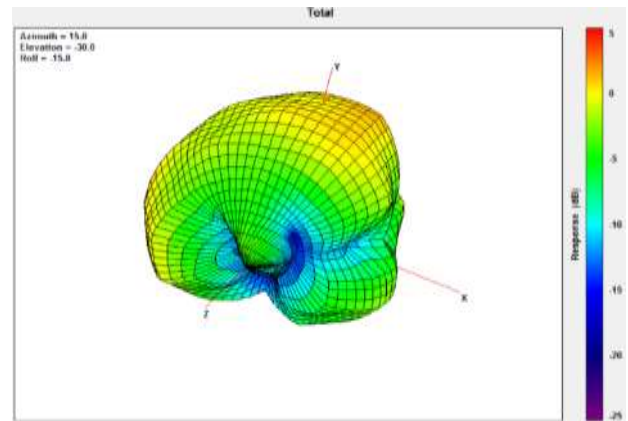 Total
Azimuth = 15.0
Elevation = -30.0
Roll = -15.0
Y
X
Z
5
0
-5
-10
-15
-20
-25
Response (dB)